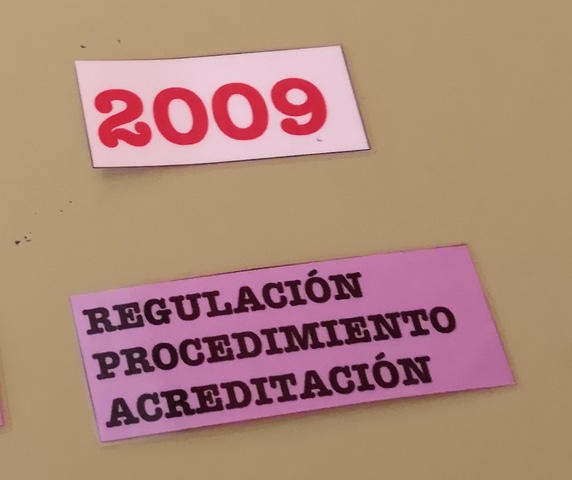 2009
REGULACIÓN
PROCEDIMIENTO
ACREDITACIÓN